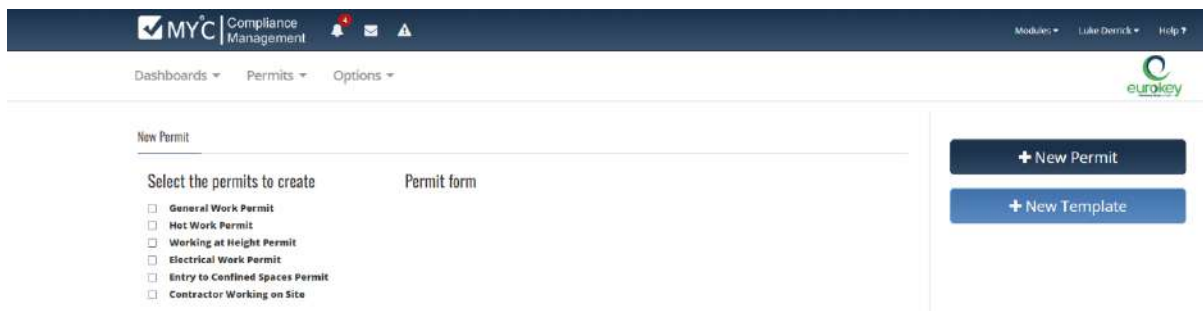 MY°C Compliance Management
4
Modules
Luke Derrick
Help ?
Dashboards
Permits
Options
eurokey
New Permit
Select the permits to create
General Work Permit
Hot Work Permit
Working at Height Permit
Electrical Work Permit
Entry to Confined Spaces Permit
Contractor Working on Site
Permit form
+ New Permit
+ New Template